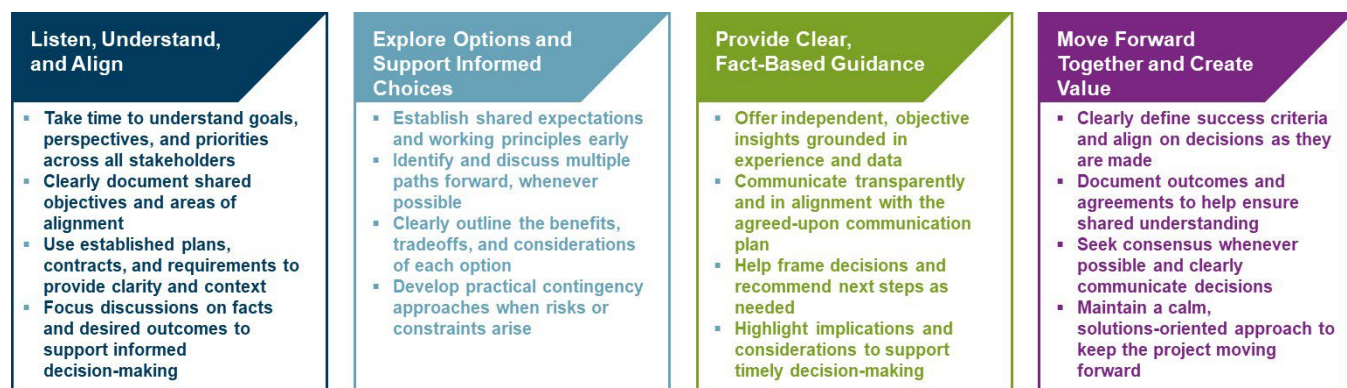 Listen, Understand,
and Align
▪ Take time to understand goals,
perspectives, and priorities
across all stakeholders
▪ Clearly document shared
objectives and areas of
alignment
▪ Use established plans,
contracts, and requirements to
provide clarity and context
▪ Focus discussions on facts
and desired outcomes to
support informed
decision-making
Explore Options and
Support Informed
Choices
▪ Establish shared expectations
and working principles early
▪ Identify and discuss multiple
paths forward, whenever
possible
▪ Clearly outline the benefits,
tradeoffs, and considerations
of each option
▪ Develop practical contingency
approaches when risks or
constraints arise
Provide Clear,
Fact-Based Guidance
▪ Offer independent, objective
insights grounded in
experience and data
▪ Communicate transparently
and in alignment with the
agreed-upon communication
plan
▪ Help frame decisions and
recommend next steps as
needed
▪ Highlight implications and
considerations to support
timely decision-making
Move Forward
Together and Create
Value
▪ Clearly define success criteria
and align on decisions as they
are made
▪ Document outcomes and
agreements to help ensure
shared understanding
▪ Seek consensus whenever
possible and clearly
communicate decisions
▪ Maintain a calm,
solutions-oriented approach to
keep the project moving
forward